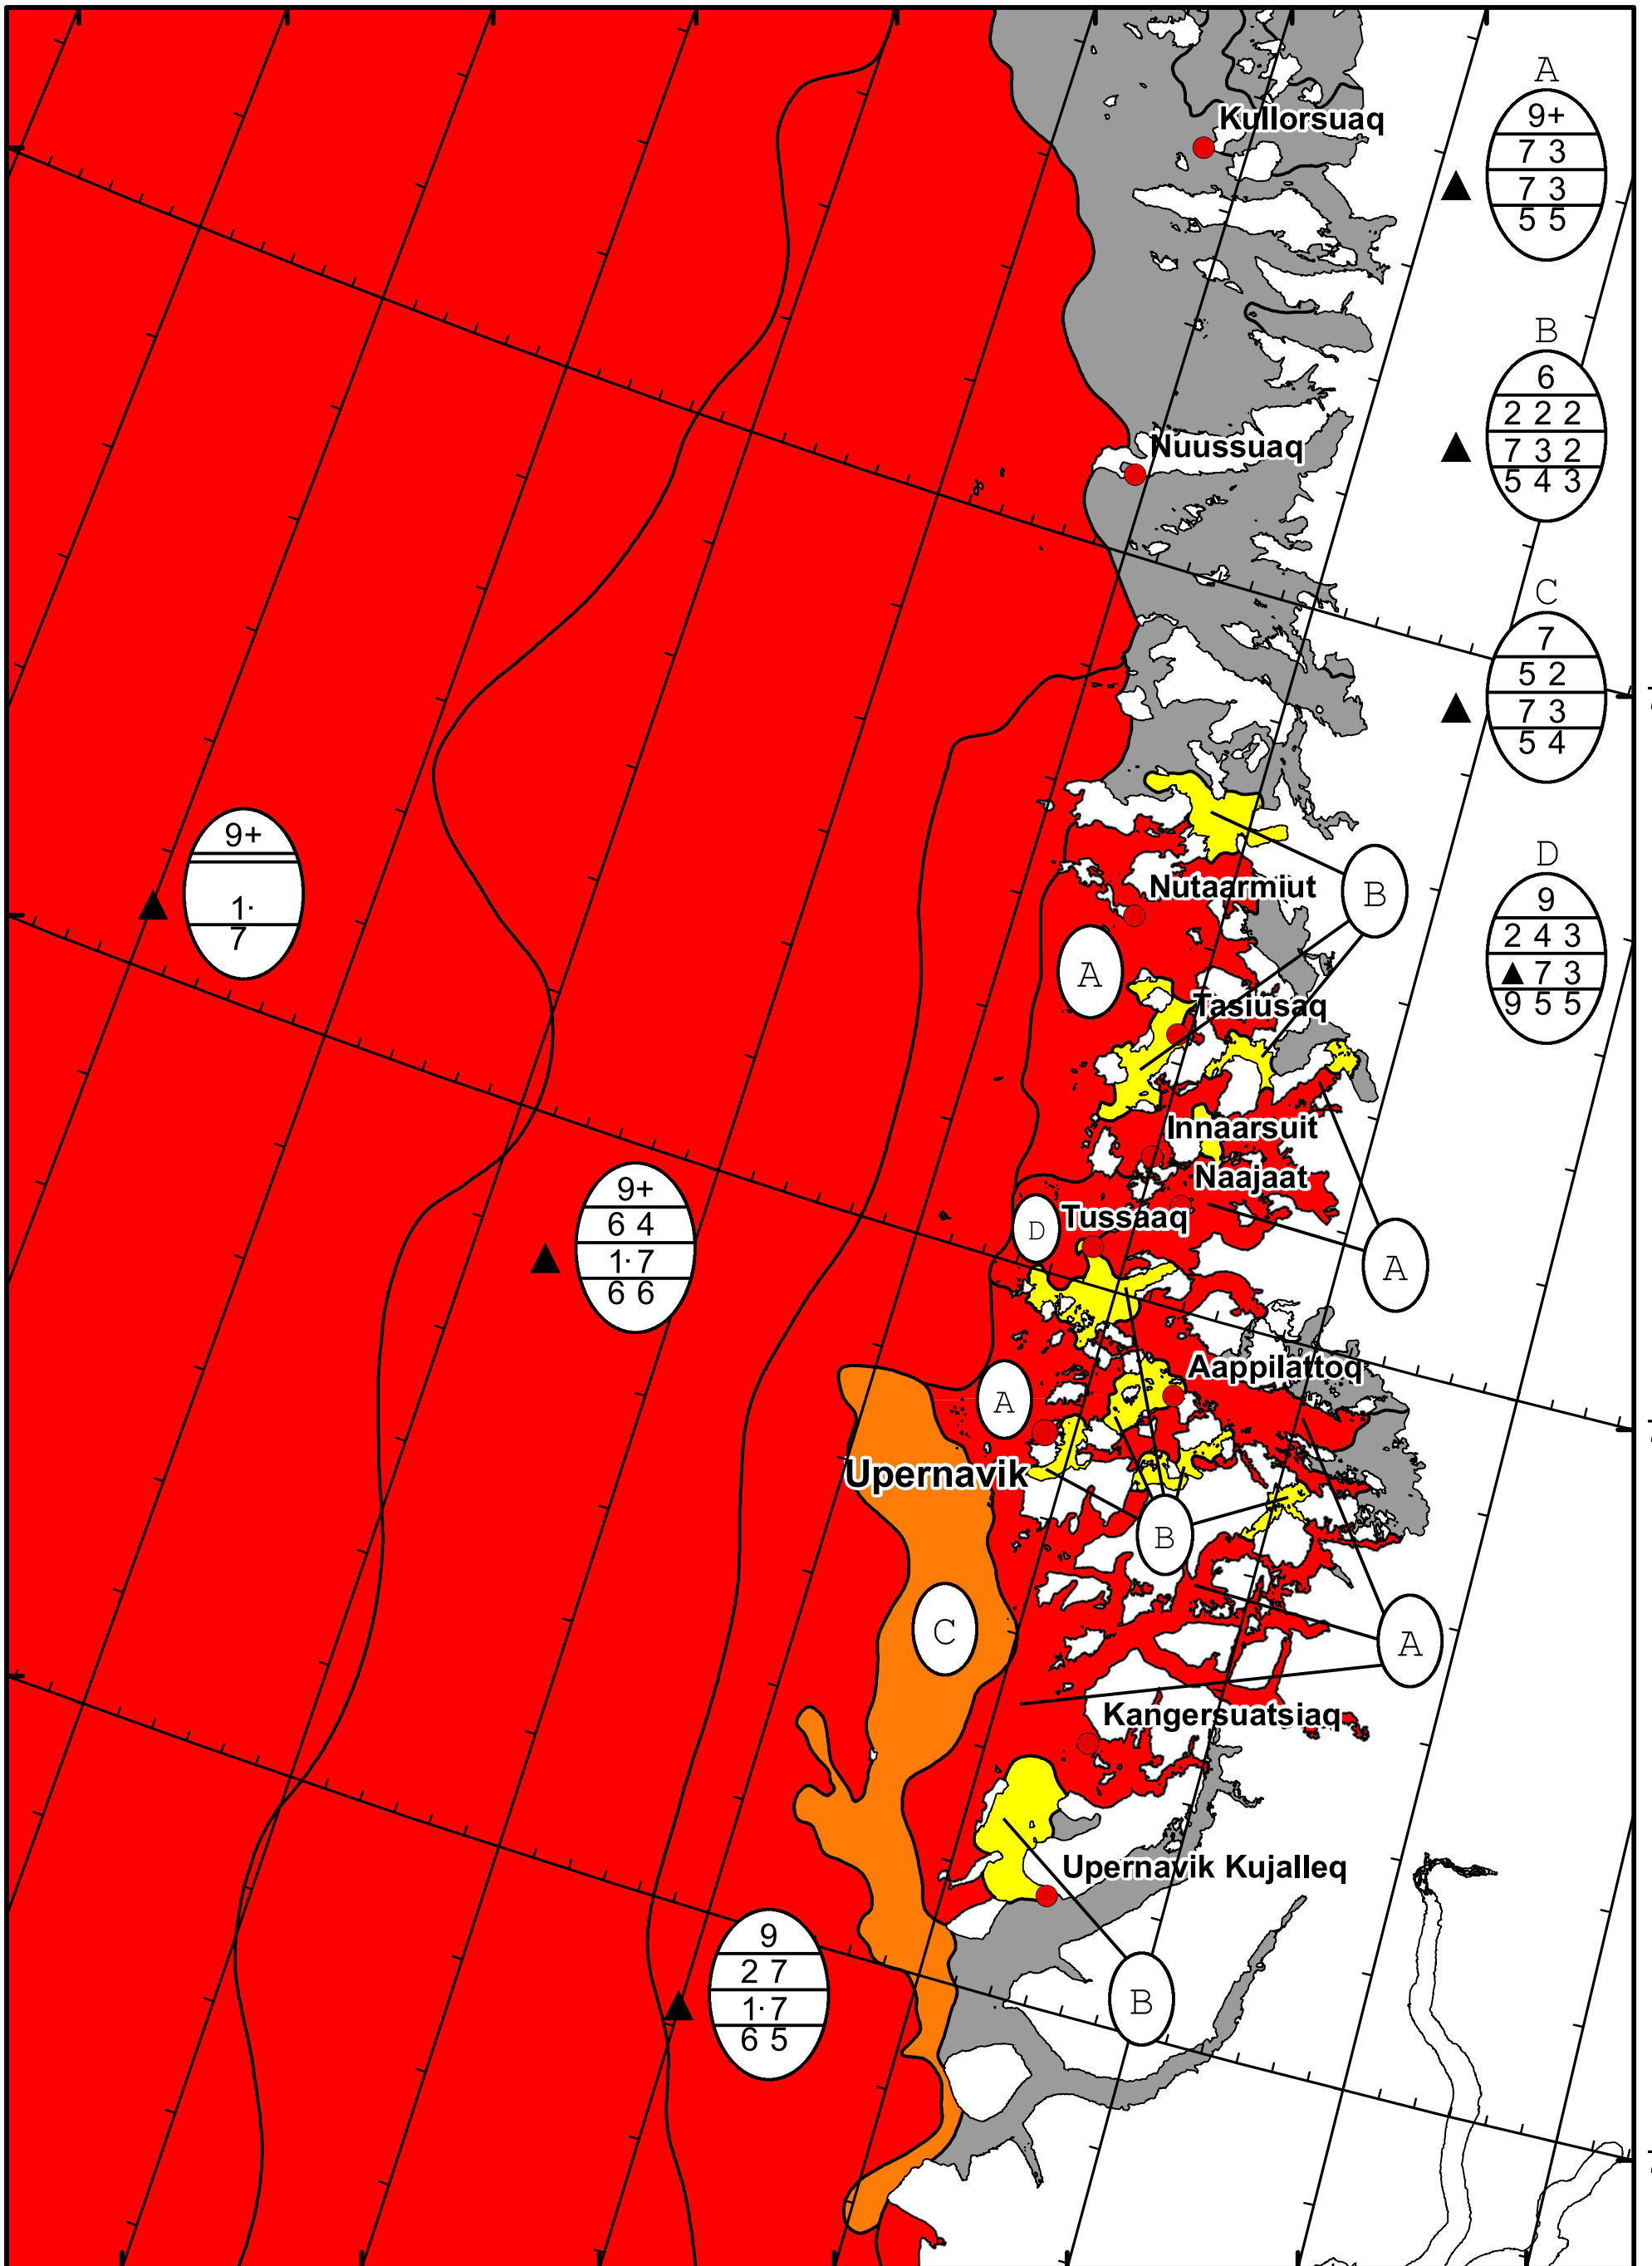 A
9+
7 3
7 3
5 5
Kullorsuaq
B
6
2 2 2
7 3 2
5 4 3
Nuussuaq
C
7
5 2
7 3
5 4
7
9+
1·
7
B
Nutaarmiut
A
D
9
2 4 3
▲ 7 3
9 5 5
Tasiusaq
Innaarsuit
Naajaat
9+
6 4
1·7
6 6
D
Tussaaq
A
Aappilattoq
A
7
Upernavik
B
C
A
Kangersuatsiaq
Upernavik Kujalleq
9
2 7
1·7
6 5
B
7